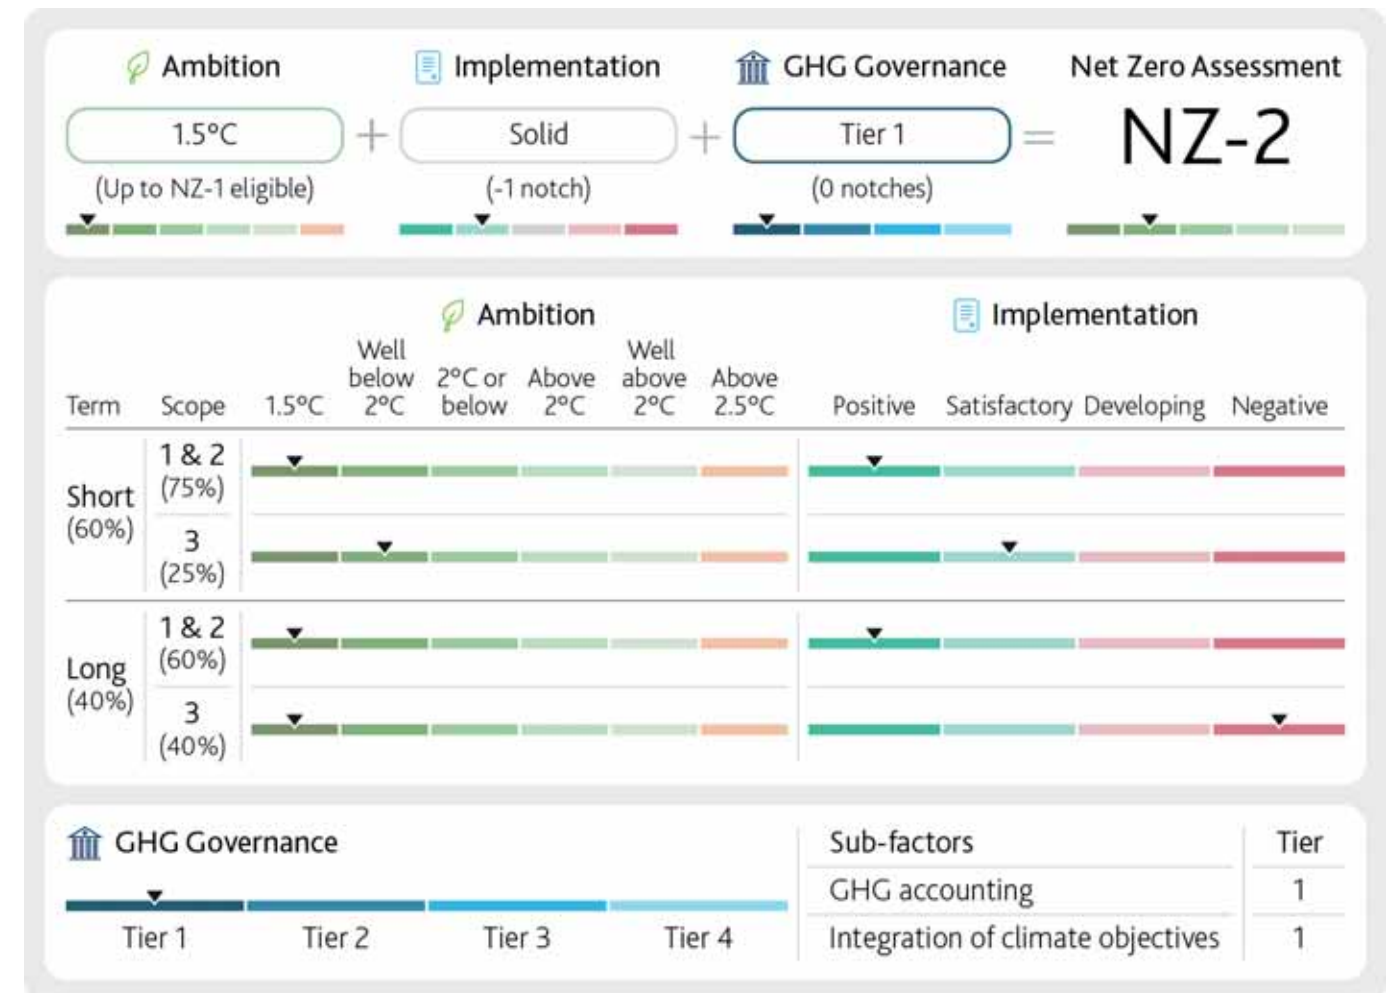 Ambition
Implementation
GHG Governance
Net Zero Assessment
1.5°C
+
Solid
+
Tier 1
=
NZ-2
(Up to NZ-1 eligible)
(-1 notch)
(0 notches)
Ambition
Implementation
Term
Scope
1.5°C
Well
below
2°C
2°C or
below
Above
2°C
Well
above
2°C
Above
2.5°C
Positive
Satisfactory
Developing
Negative
Short
(60%)
1 & 2
(75%)
3
(25%)
Long
(40%)
1 & 2
(60%)
3
(40%)
GHG Governance
Tier 1
Tier 2
Tier 3
Tier 4
Sub-factors
Tier
GHG accounting
1
Integration of climate objectives
1